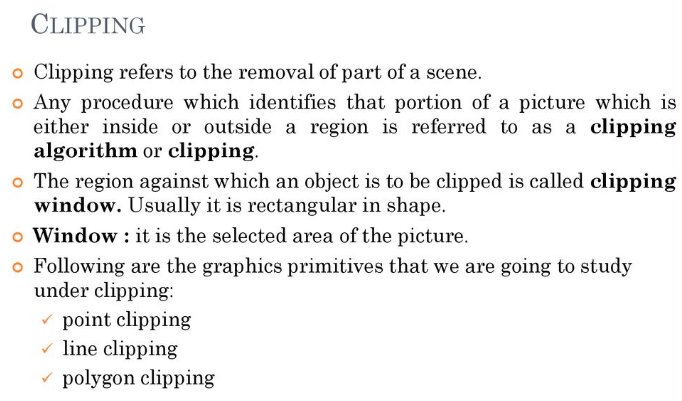 CLIPPING
Clipping refers to the removal of part of a scene.
Any procedure which identifies that portion of a picture which is
either inside or outside a region is referred to as a clipping
algorithm or clipping.
The region against which an object is to be clipped is called clipping
window. Usually it is rectangular in shape.
Window : it is the selected area of the picture.
Following are the graphics primitives that we are going to study
under clipping:
✓ point clipping
✓ line clipping
✓ polygon clipping